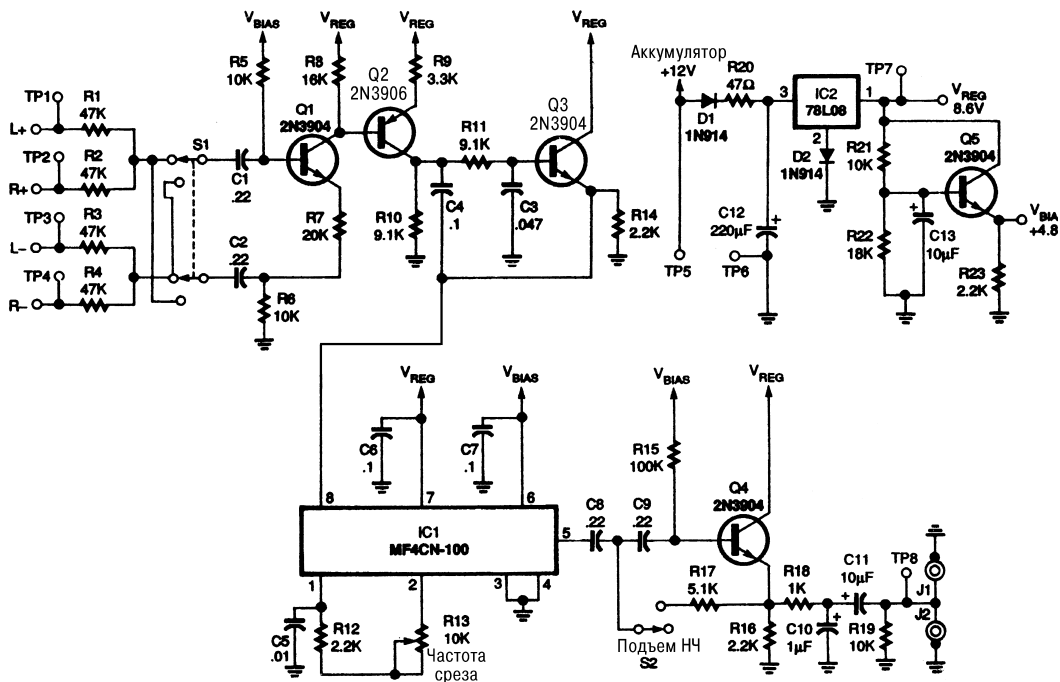 V_BIAS
V_REG
V_REG
V_REG
R5
10K
R8
16K
R9
3.3K
Q2
2N3906
Q1
2N3904
Q3
2N3904
TP1
L+
R1
47K
TP2
R+
R2
47K
TP3
L–
R3
47K
TP4
R–
R4
47K
S1
C1
.22
C2
.22
R7
20K
R6
10K
R10
9.1K
R11
9.1K
C4
.1
C3
.047
R14
2.2K
Аккумулятор
+12V
R20
47Ω
D1
1N914
3
IC2
78L08
1
2
TP7
V_REG
8.6V
D2
1N914
R21
10K
Q5
2N3904
C12
220µF
+
TP5
TP6
R22
18K
+
C13
10µF
V_BIA
+4.8
R23
2.2K
V_REG
V_BIAS
C6
.1
C7
.1
8
7
6
IC1
MF4CN-100
5
1
2
3
4
C5
.01
R12
2.2K
R13
10K
Частота
среза
V_BIAS
V_REG
R15
100K
C8
.22
C9
.22
Q4
2N3904
R17
5.1K
R18
1K
C11
10µF
+
TP8
J1
J2
Подъем НЧ
S2
R16
2.2K
C10
1µF
+
R19
10K